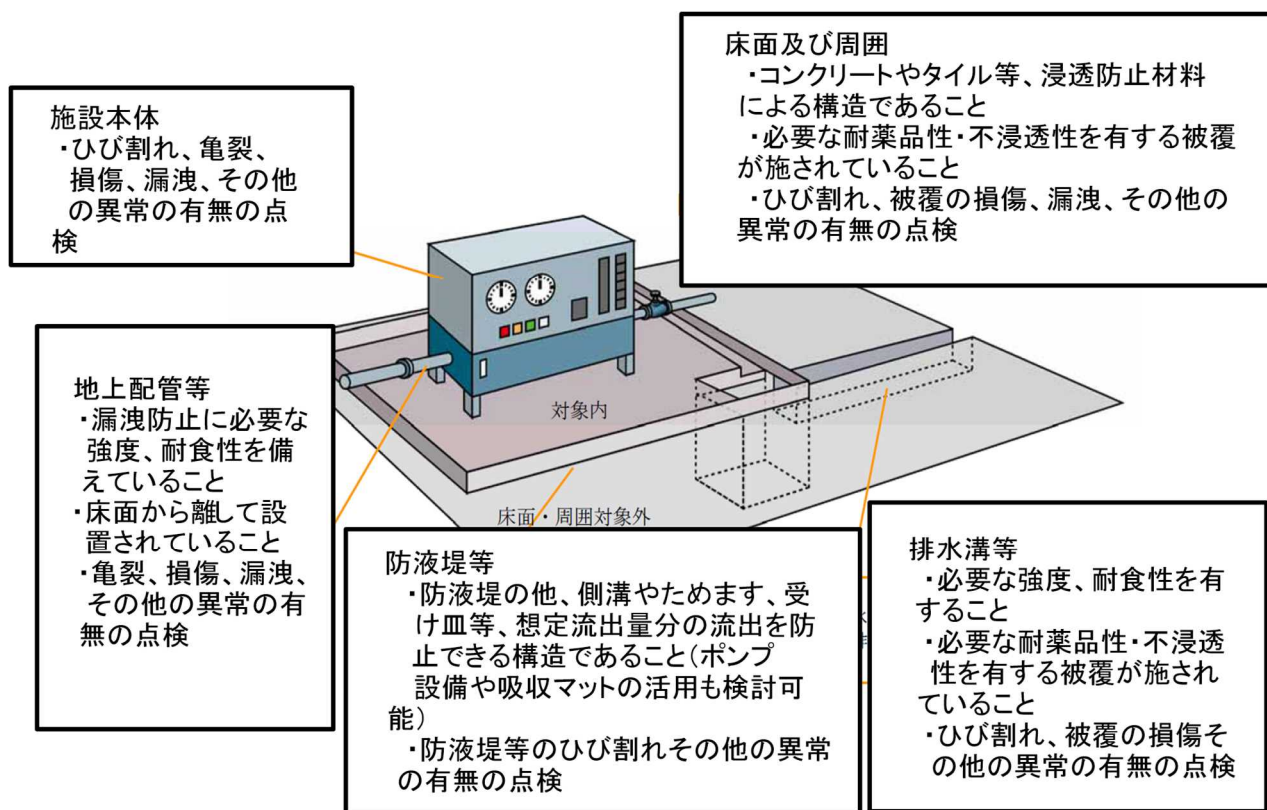 施設本体
・ひび割れ、亀裂、
損傷、漏洩、その他
の異常の有無の点
検
床面及び周囲
・コンクリートやタイル等、浸透防止材料
による構造であること
・必要な耐薬品性・不浸透性を有する被覆
が施されていること
・ひび割れ、被覆の損傷、漏洩、その他の
異常の有無の点検
地上配管等
・漏洩防止に必要な
強度、耐食性を備
えていること
・床面から離して設
置されていること
・亀裂、損傷、漏洩、
その他の異常の有
無の点検
対象内
床面・周囲対象外
防液堤等
・防液堤の他、側溝やためます、受
け皿等、想定流出量分の流出を防
止できる構造であること(ポンプ
設備や吸収マットの活用も検討可
能)
・防液堤等のひび割れその他の異常
の有無の点検
排水溝等
・必要な強度、耐食性を有
すること
・必要な耐薬品性・不浸透
性を有する被覆が施され
ていること
・ひび割れ、被覆の損傷そ
の他の異常の有無の点検